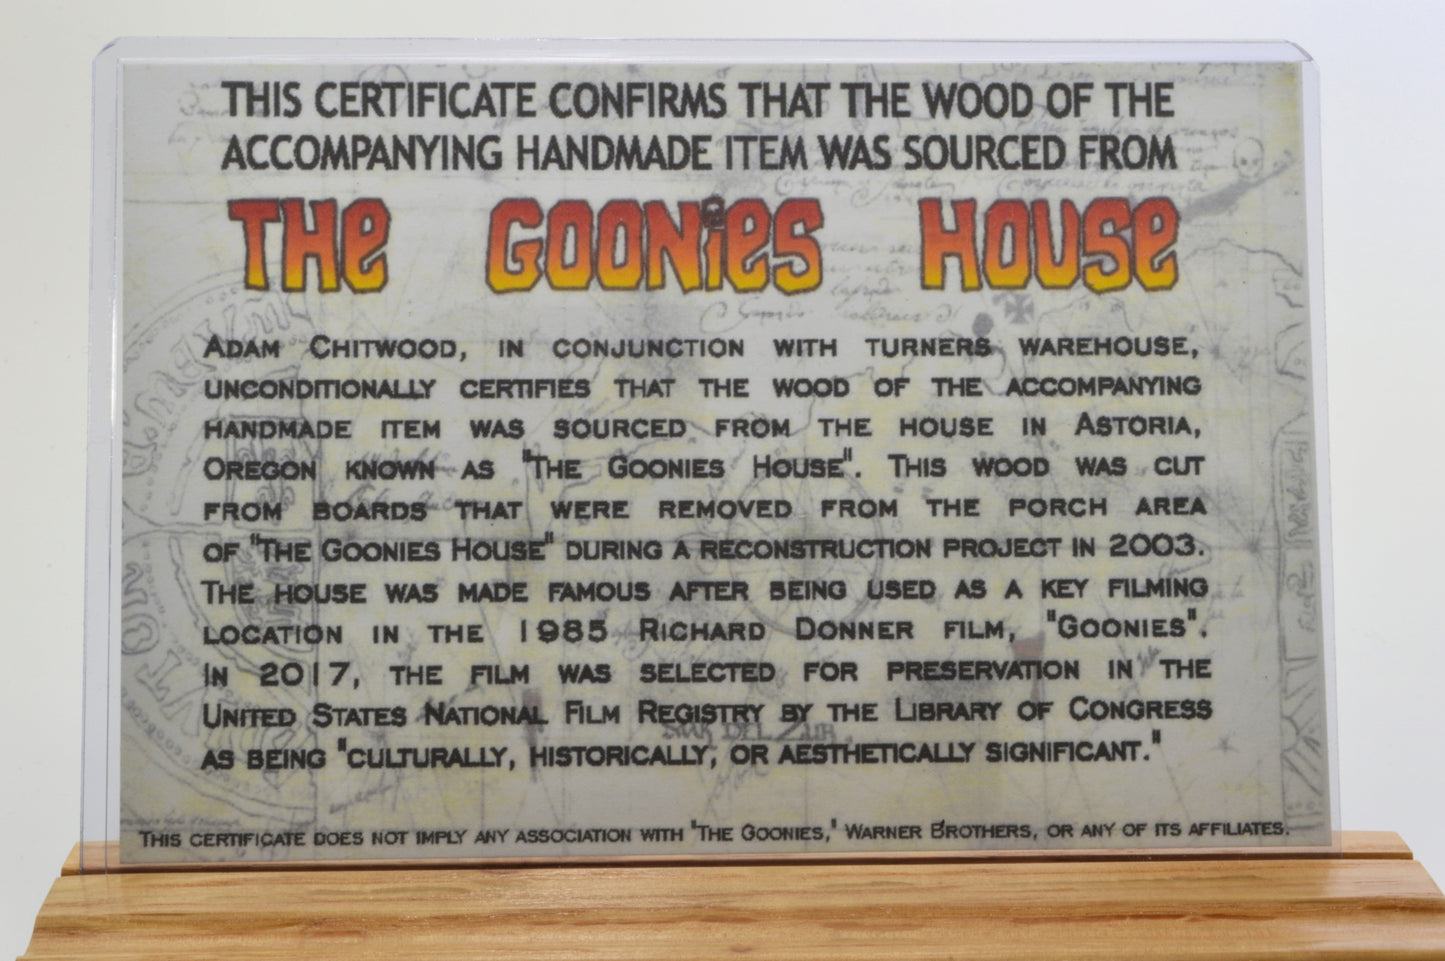 THIS CERTIFICATE CONFIRMS THAT THE WOOD OF THE
ACCOMPANYING HANDMADE ITEM WAS SOURCED FROM
THE GOONIES HOUSE
ADAM CHITWOOD, IN CONJUNCTION WITH TURNERS WAREHOUSE,
UNCONDITIONALLY CERTIFIES THAT THE WOOD OF THE ACCOMPANYING
HANDMADE ITEM WAS SOURCED FROM THE HOUSE IN ASTORIA,
OREGON KNOWN AS "THE GOONIES HOUSE". THIS WOOD WAS CUT
FROM BOARDS THAT WERE REMOVED FROM THE PORCH AREA
OF "THE GOONIES HOUSE" DURING A RECONSTRUCTION PROJECT IN 2003.
THE HOUSE WAS MADE FAMOUS AFTER BEING USED AS A KEY FILMING
LOCATION IN THE 1985 RICHARD DONNER FILM, "GOONIES".
IN 2017, THE FILM WAS SELECTED FOR PRESERVATION IN THE
UNITED STATES NATIONAL FILM REGISTRY BY THE LIBRARY OF CONGRESS
AS BEING "CULTURALLY, HISTORICALLY, OR AESTHETICALLY SIGNIFICANT."
THIS CERTIFICATE DOES NOT IMPLY ANY ASSOCIATION WITH "THE GOONIES," WARNER BROTHERS, OR ANY OF ITS AFFILIATES.